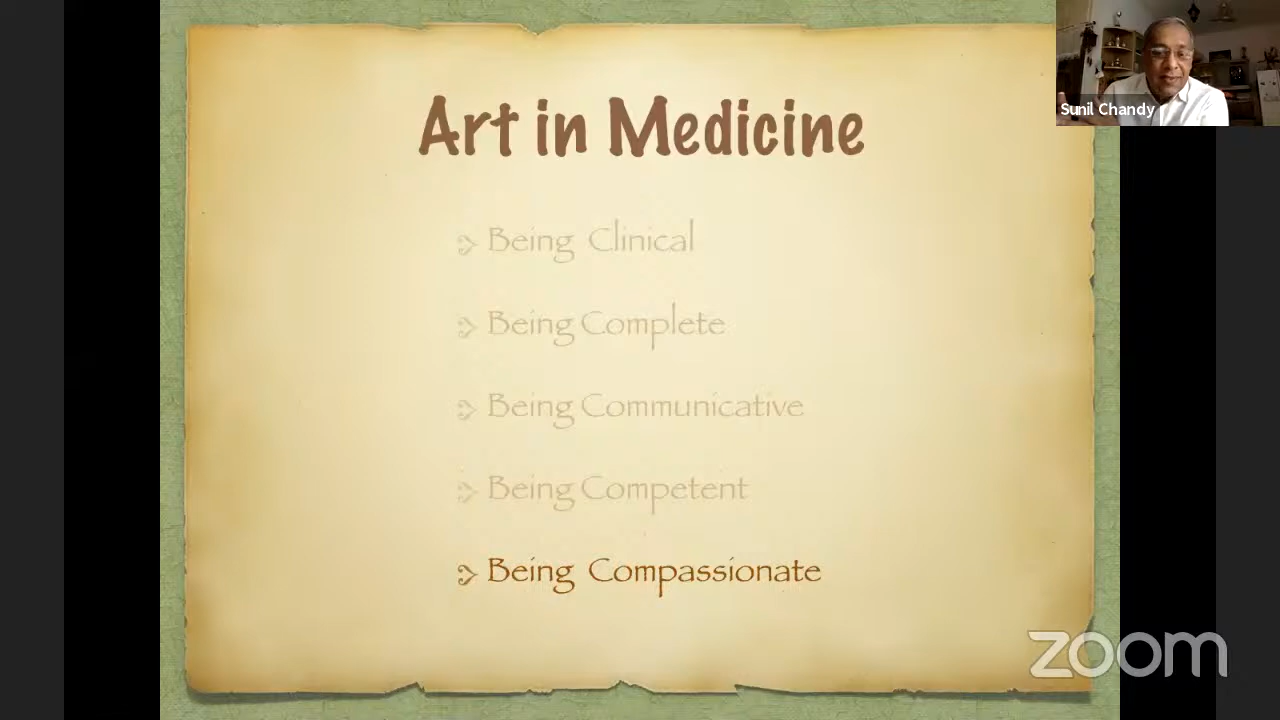 Sunil Chandy
Art in Medicine
Being Clinical
Being Complete
Being Communicative
Being Competent
Being Compassionate
zoom